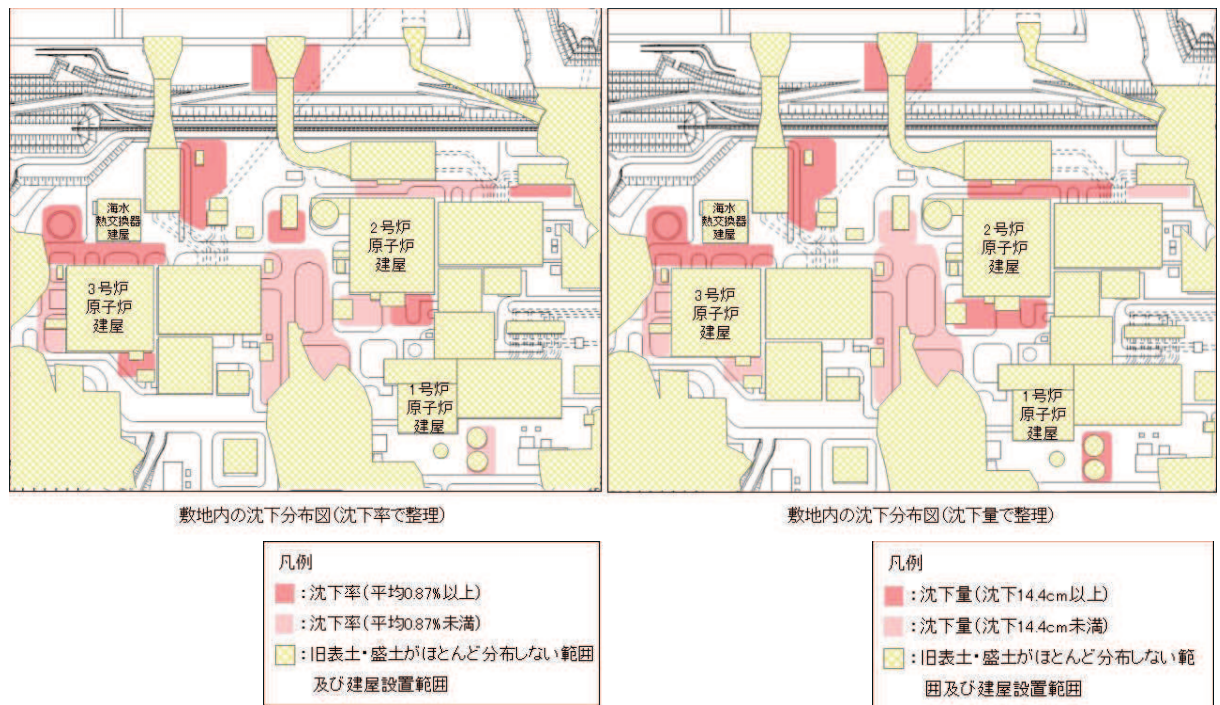 海水
熱交換器
建屋
2号炉
原子炉
建屋
3号炉
原子炉
建屋
1号炉
原子炉
建屋
海水
熱交換器
建屋
2号炉
原子炉
建屋
3号炉
原子炉
建屋
1号炉
原子炉
建屋
敷地内の沈下分布図(沈下率で整理)
敷地内の沈下分布図(沈下量で整理)
凡例
:沈下率(平均0.87%以上)
:沈下率(平均0.87%未満)
:旧表土・盛土がほとんど分布しない範囲
及び建屋設置範囲
凡例
:沈下量(沈下14.4cm以上)
:沈下量(沈下14.4cm未満)
:旧表土・盛土がほとんど分布しない範
囲及び建屋設置範囲